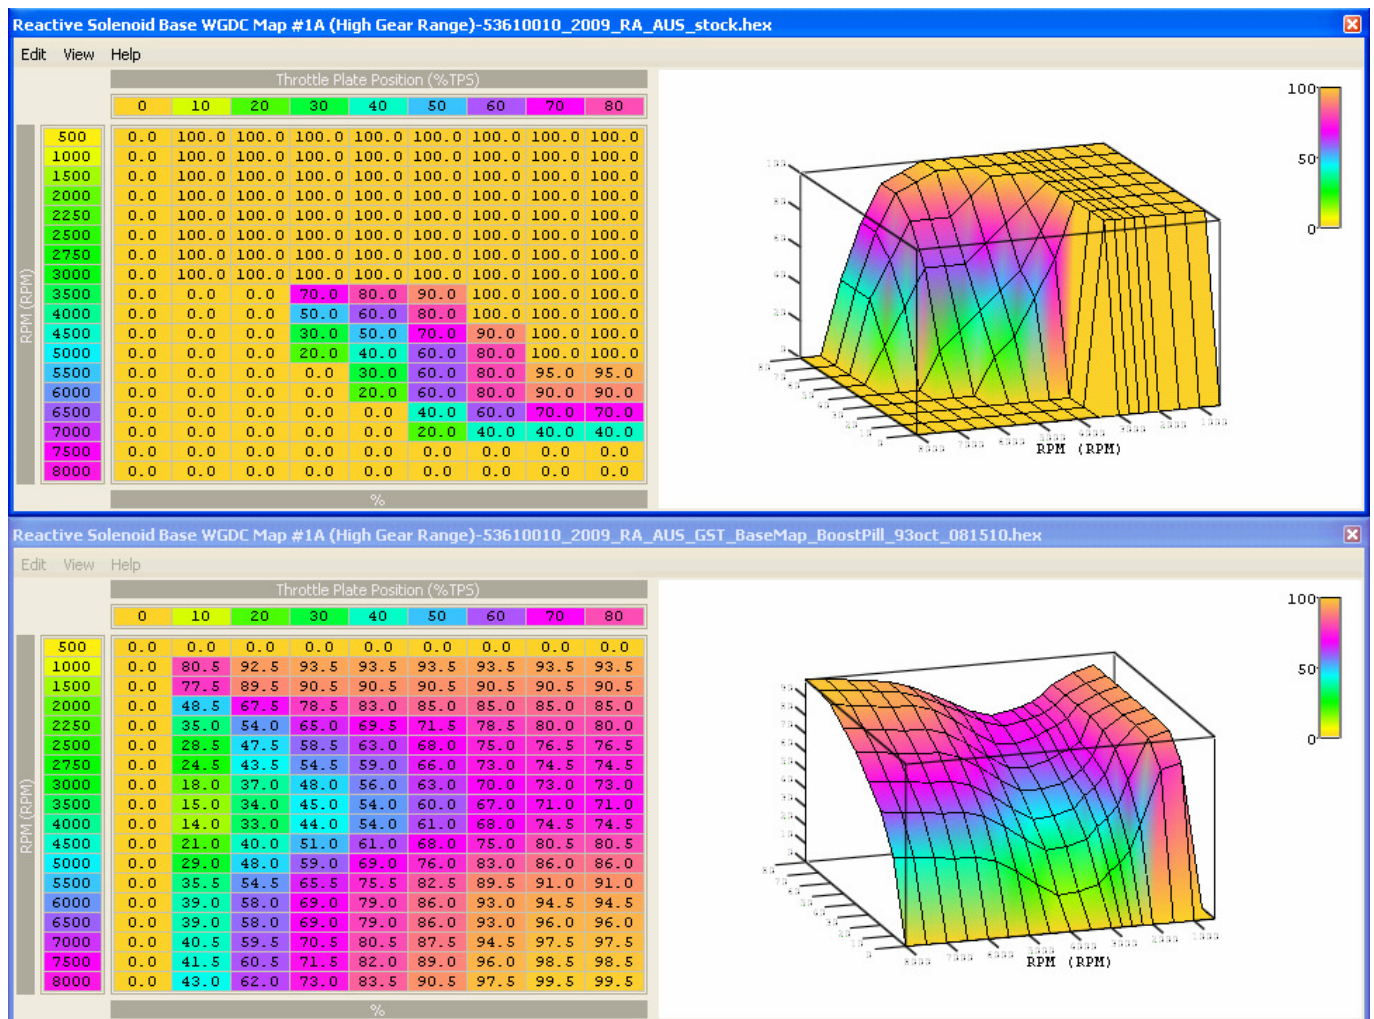 Reactive Solenoid Base WGDC Map #1A (High Gear Range)-53610010_2009_RA_AUS_stock.hex
Edit View Help
Throttle Plate Position (%TPS)
0 10 20 30 40 50 60 70 80
RPM (RPM)
500 0.0 100.0 100.0 100.0 100.0 100.0 100.0 100.0 100.0
1000 0.0 100.0 100.0 100.0 100.0 100.0 100.0 100.0 100.0
1500 0.0 100.0 100.0 100.0 100.0 100.0 100.0 100.0 100.0
2000 0.0 100.0 100.0 100.0 100.0 100.0 100.0 100.0 100.0
2250 0.0 100.0 100.0 100.0 100.0 100.0 100.0 100.0 100.0
2500 0.0 100.0 100.0 100.0 100.0 100.0 100.0 100.0 100.0
2750 0.0 100.0 100.0 100.0 100.0 100.0 100.0 100.0 100.0
3000 0.0 100.0 100.0 100.0 100.0 100.0 100.0 100.0 100.0
3500 0.0 0.0 0.0 70.0 80.0 90.0 100.0 100.0 100.0
4000 0.0 0.0 0.0 50.0 60.0 80.0 100.0 100.0 100.0
4500 0.0 0.0 0.0 30.0 50.0 70.0 90.0 100.0 100.0
5000 0.0 0.0 0.0 20.0 40.0 60.0 80.0 100.0 100.0
5500 0.0 0.0 0.0 0.0 30.0 60.0 80.0 95.0 95.0
6000 0.0 0.0 0.0 0.0 20.0 60.0 80.0 90.0 90.0
6500 0.0 0.0 0.0 0.0 0.0 40.0 60.0 70.0 70.0
7000 0.0 0.0 0.0 0.0 0.0 20.0 40.0 40.0 40.0
7500 0.0 0.0 0.0 0.0 0.0 0.0 0.0 0.0 0.0
8000 0.0 0.0 0.0 0.0 0.0 0.0 0.0 0.0 0.0
%
100
50
0
RPM (RPM)
Reactive Solenoid Base WGDC Map #1A (High Gear Range)-53610010_2009_RA_AUS_GST_BaseMap_BoostPill_93oct_081510.hex
Edit View Help
Throttle Plate Position (%TPS)
0 10 20 30 40 50 60 70 80
RPM (RPM)
500 0.0 0.0 0.0 0.0 0.0 0.0 0.0 0.0 0.0
1000 0.0 80.5 92.5 93.5 93.5 93.5 93.5 93.5 93.5
1500 0.0 77.5 89.5 90.5 90.5 90.5 90.5 90.5 90.5
2000 0.0 48.5 67.5 78.5 83.0 85.0 85.0 85.0 85.0
2250 0.0 35.0 54.0 65.0 69.5 71.5 78.5 80.0 80.0
2500 0.0 28.5 47.5 58.5 63.0 68.0 75.0 76.5 76.5
2750 0.0 24.5 43.5 54.5 59.0 66.0 73.0 74.5 74.5
3000 0.0 18.0 37.0 48.0 56.0 63.0 70.0 73.0 73.0
3500 0.0 15.0 34.0 45.0 54.0 60.0 67.0 71.0 71.0
4000 0.0 14.0 33.0 44.0 54.0 61.0 68.0 74.5 74.5
4500 0.0 21.0 40.0 51.0 61.0 68.0 75.0 80.5 80.5
5000 0.0 29.0 48.0 59.0 69.0 76.0 83.0 86.0 86.0
5500 0.0 35.5 54.5 65.5 75.5 82.5 89.5 91.0 91.0
6000 0.0 39.0 58.0 69.0 79.0 86.0 93.0 94.5 94.5
6500 0.0 39.0 58.0 69.0 79.0 86.0 93.0 96.0 96.0
7000 0.0 40.5 59.5 70.5 80.5 87.5 94.5 97.5 97.5
7500 0.0 41.5 60.5 71.5 82.0 89.0 96.0 98.5 98.5
8000 0.0 43.0 62.0 73.0 83.5 90.5 97.5 99.5 99.5
%
100
50
0
RPM (RPM)